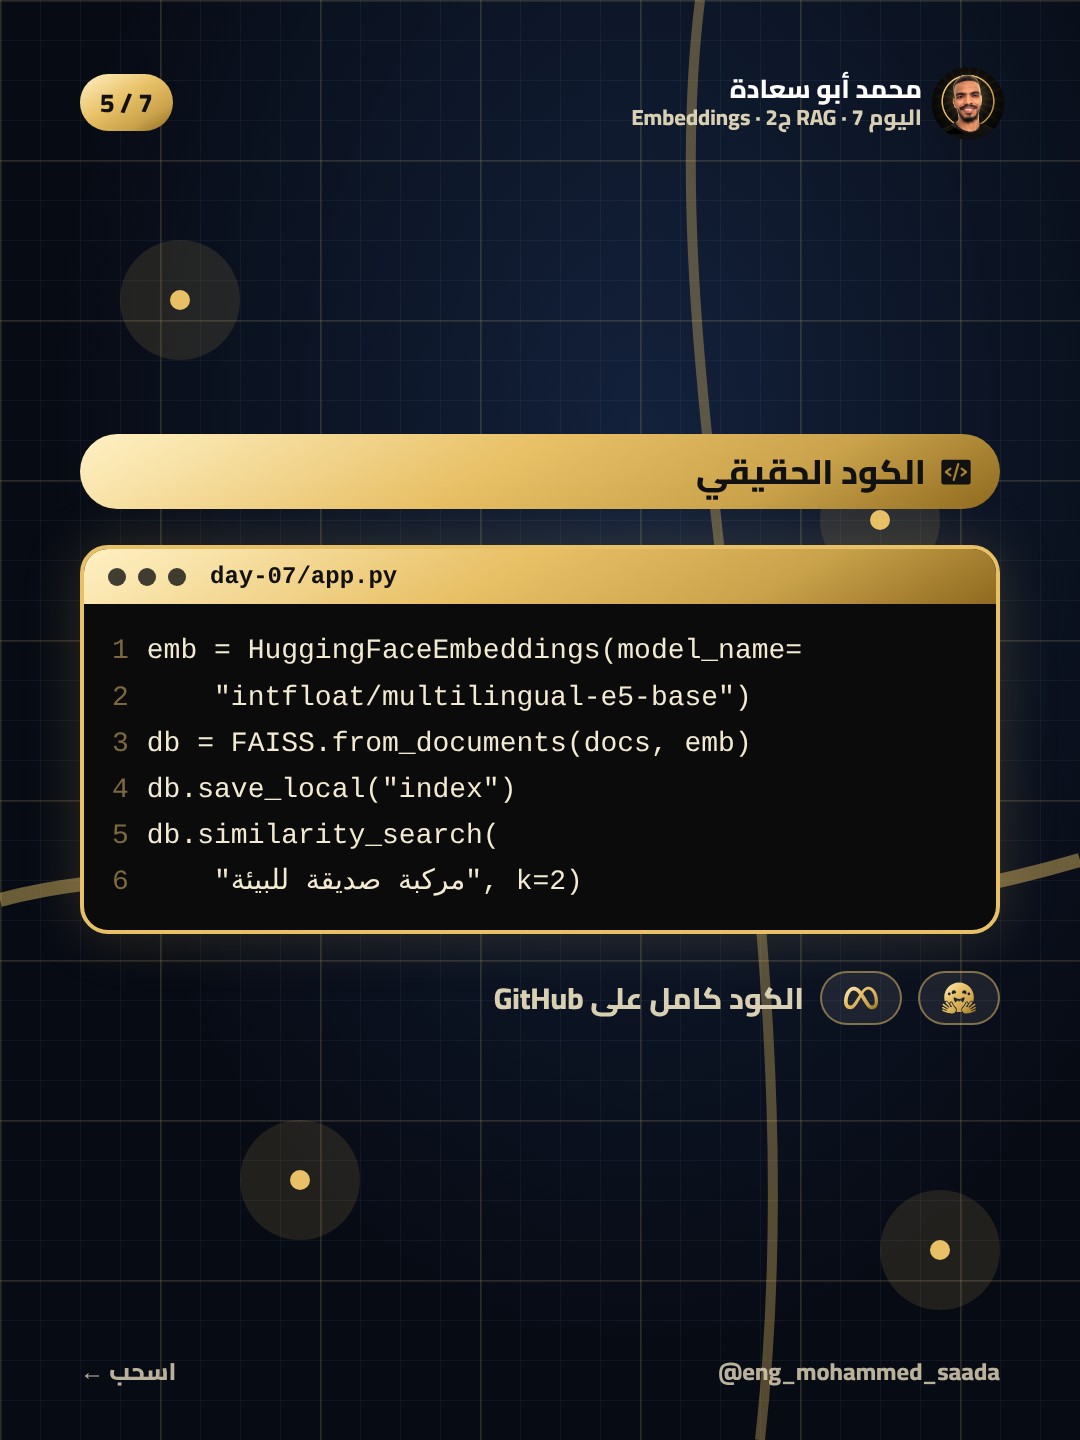 محمد أبو سعادة
اليوم 7 · RAG ج2 · Embeddings
5 / 7
الكود الحقيقي
day-07/app.py
1 emb = HuggingFaceEmbeddings(model_name=
2     "intfloat/multilingual-e5-base")
3 db = FAISS.from_documents(docs, emb)
4 db.save_local("index")
5 db.similarity_search(
6     "مركبة صديقة للبيئة", k=2)
الكود كامل على GitHub
@eng_mohammed_saada
اسحب ←